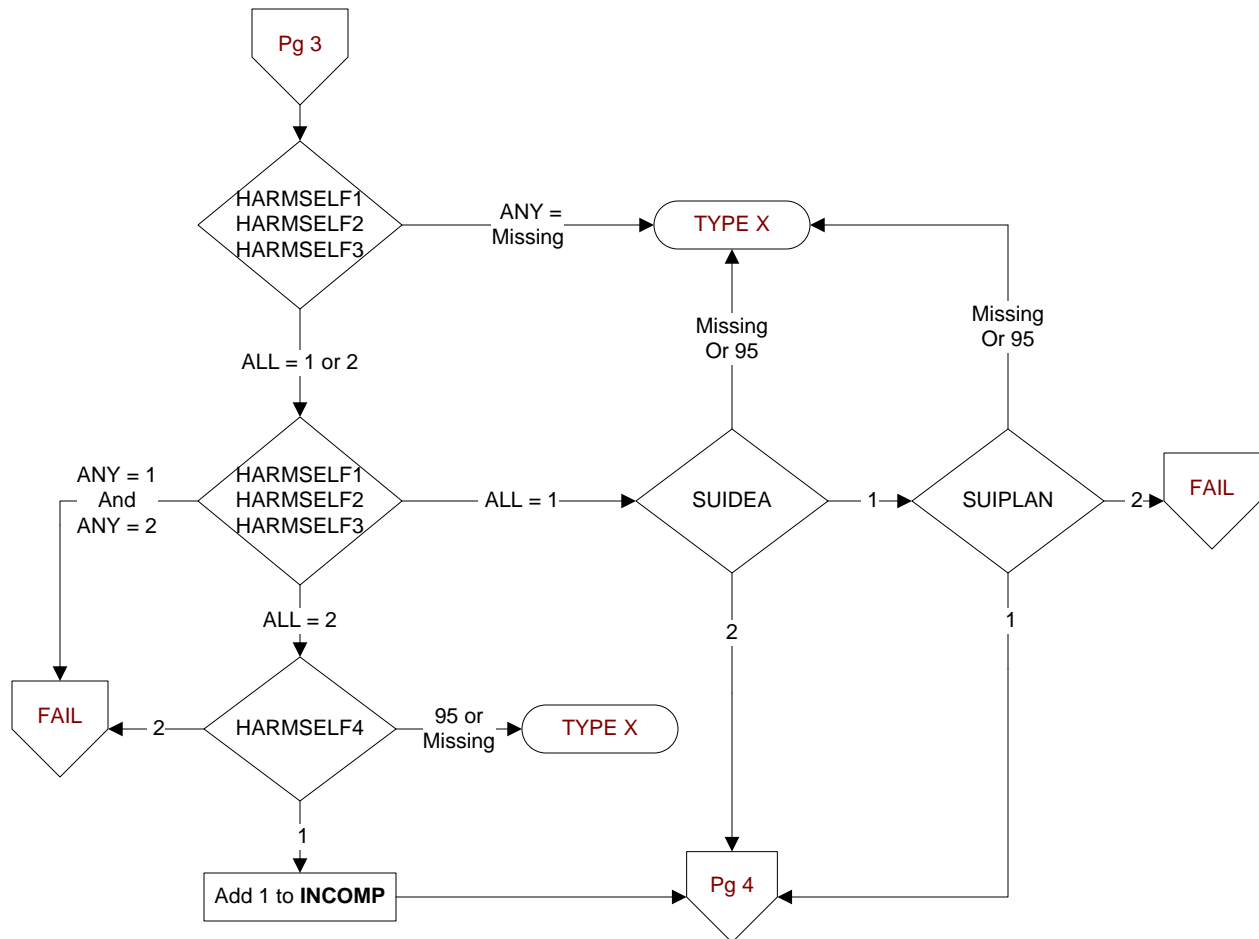 Pg 3
HARMSELF1
HARMSELF2
HARMSELF3
ANY =
Missing
TYPE X
Missing
Or 95
Missing
Or 95
ALL = 1 or 2
ANY = 1
And
ANY = 2
HARMSELF1
HARMSELF2
HARMSELF3
ALL = 1
SUIDEA
1
SUIPLAN
2
FAIL
ALL = 2
2
1
FAIL
2
HARMSELF4
95 or
Missing
TYPE X
1
Add 1 to INCOMP
Pg 4